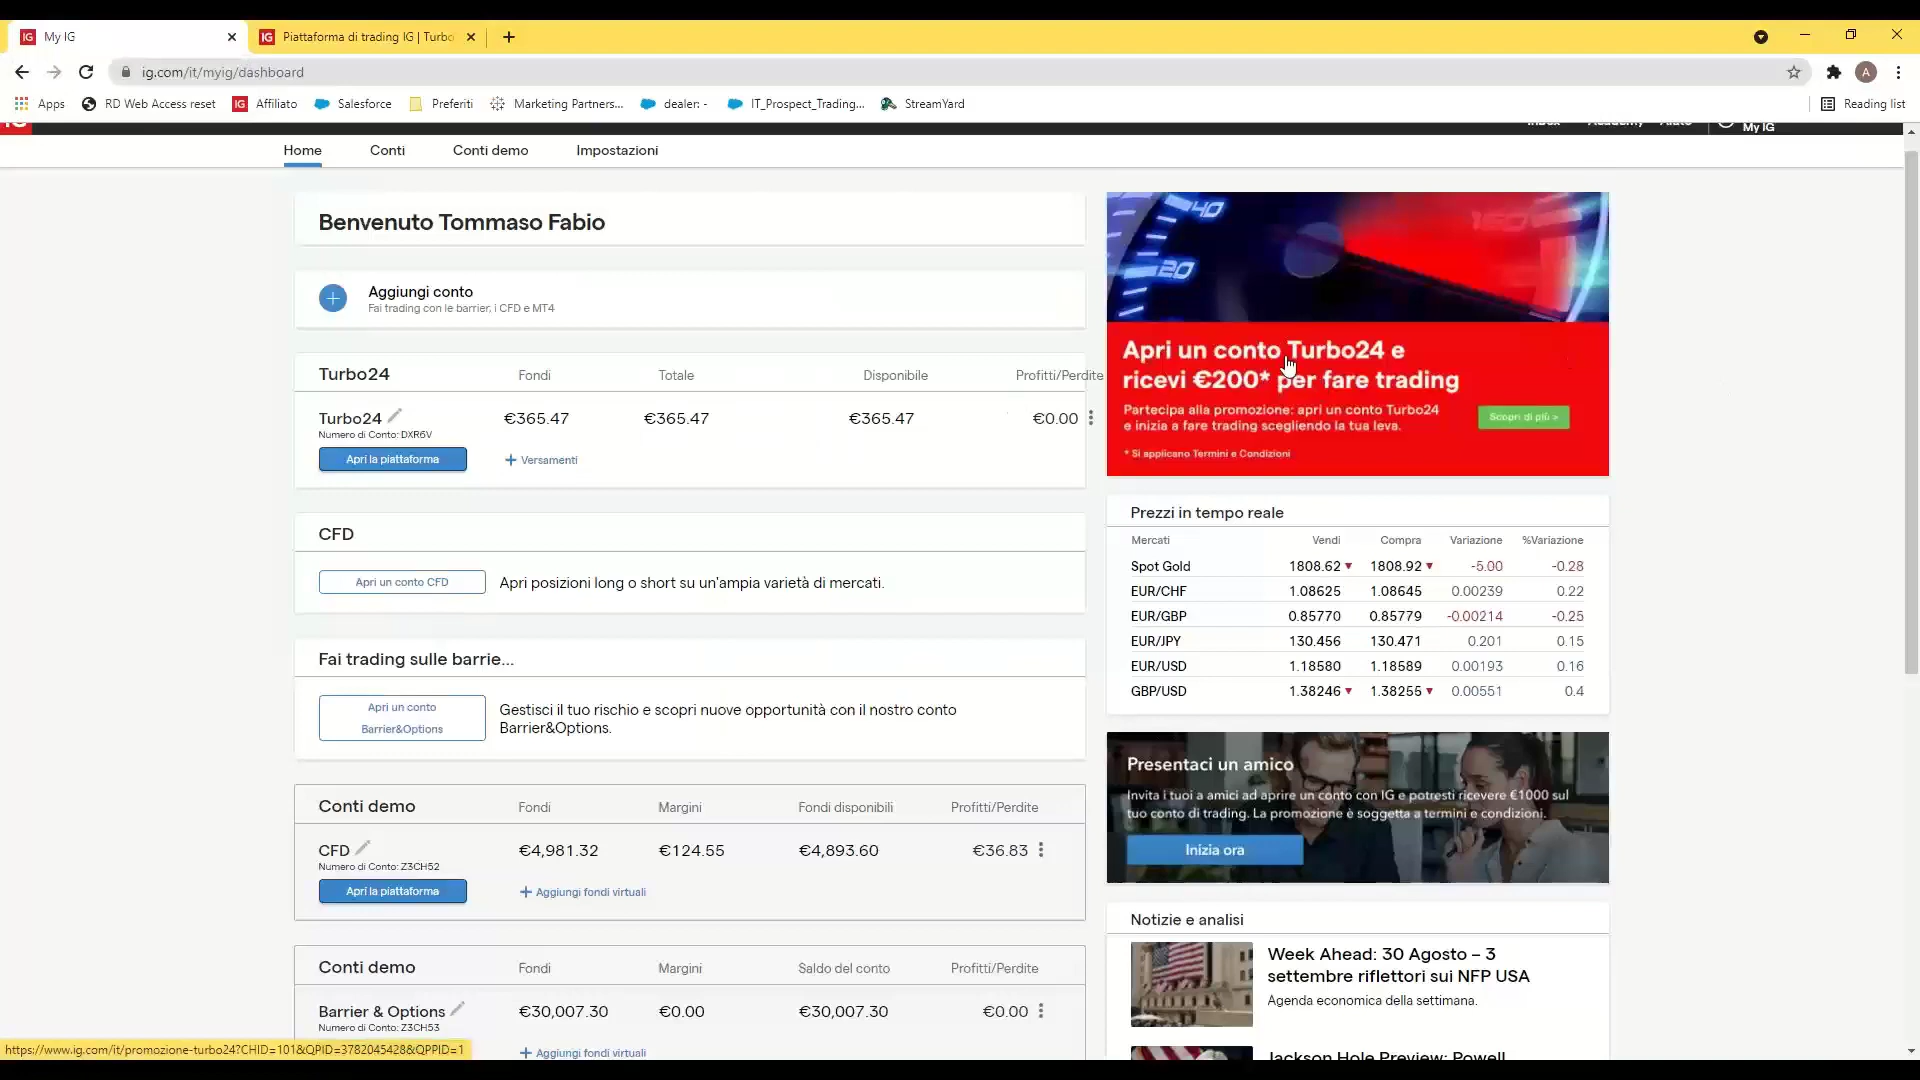 My IG
Piattaforma di trading IG | Turbo
ig.com/it/myig/dashboard
Apps
RD Web Access reset
Affiliato
Salesforce
Preferiti
Marketing Partners...
dealer: -
IT_Prospect_Trading...
StreamYard
Reading list
Inbox
Academy
Aiuto
My IG
Home
Conti
Conti demo
Impostazioni
Benvenuto Tommaso Fabio
Aggiungi conto
Fai trading con le barrier, i CFD e MT4
Turbo24 Fondi Totale Disponibile Profitti/Perdite
Turbo24 €365.47 €365.47 €365.47 €0.00
Numero di Conto: DXR6V
Apri la piattaforma
+ Versamenti
CFD
Apri un conto CFD
Apri posizioni long o short su un'ampia varietà di mercati.
Fai trading sulle barrie...
Apri un conto
Barrier&Options
Gestisci il tuo rischio e scopri nuove opportunità con il nostro conto
Barrier&Options.
Conti demo Fondi Margini Fondi disponibili Profitti/Perdite
CFD €4,981.32 €124.55 €4,893.60 €36.83
Numero di Conto: Z3CH52
Apri la piattaforma
+ Aggiungi fondi virtuali
Conti demo Fondi Margini Saldo del conto Profitti/Perdite
Barrier & Options €30,007.30 €0.00 €30,007.30 €0.00
Numero di Conto: Z3CH53
+ Aggiungi fondi virtuali
40
20
160
Apri un conto Turbo24 e
ricevi €200* per fare trading
Partecipa alla promozione: apri un conto Turbo24
e inizia a fare trading scegliendo la tua leva.
Scopri di più >
* Si applicano Termini e Condizioni
Prezzi in tempo reale
Mercati Vendi Compra Variazione %Variazione
Spot Gold 1808.62 1808.92 -5.00 -0.28
EUR/CHF 1.08625 1.08645 0.00239 0.22
EUR/GBP 0.85770 0.85779 -0.00214 -0.25
EUR/JPY 130.456 130.471 0.201 0.15
EUR/USD 1.18580 1.18589 0.00193 0.16
GBP/USD 1.38246 1.38255 0.00551 0.4
Presentaci un amico
Invita i tuoi a amici ad aprire un conto con IG e potresti ricevere €1000 sul
tuo conto di trading. La promozione è soggetta a termini e condizioni.
Inizia ora
Notizie e analisi
Week Ahead: 30 Agosto – 3
settembre riflettori sui NFP USA
Agenda economica della settimana.
Jackson Hole Preview: Powell
https://www.ig.com/it/promozione-turbo24?CHID=101&QPID=3782045428&QPPID=1